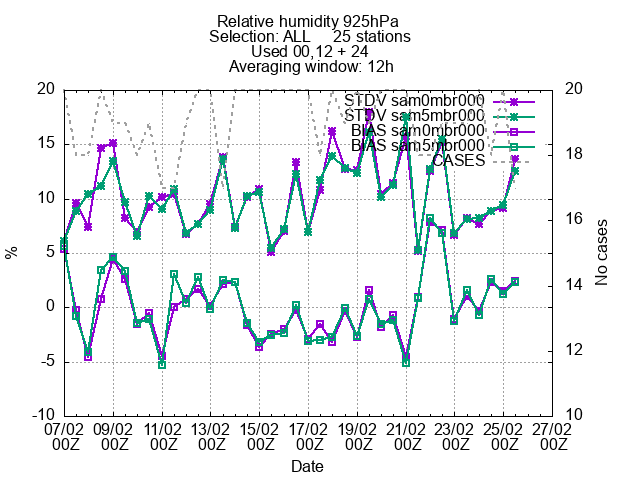 Relative humidity 925hPa
Selection: ALL 25 stations
Used 00,12 + 24
Averaging window: 12h
20 20
STDV sam0mbr000
STDV sam5mbr000
BIAS sam0mbr000
BIAS sam5mbr000
CASES
15 18
10 16
5
% No cases
0 14
-5 12
-10 10
07/02 09/02 11/02 13/02 15/02 17/02 19/02 21/02 23/02 25/02 27/02
00Z 00Z 00Z 00Z 00Z 00Z 00Z 00Z 00Z 00Z 00Z
Date